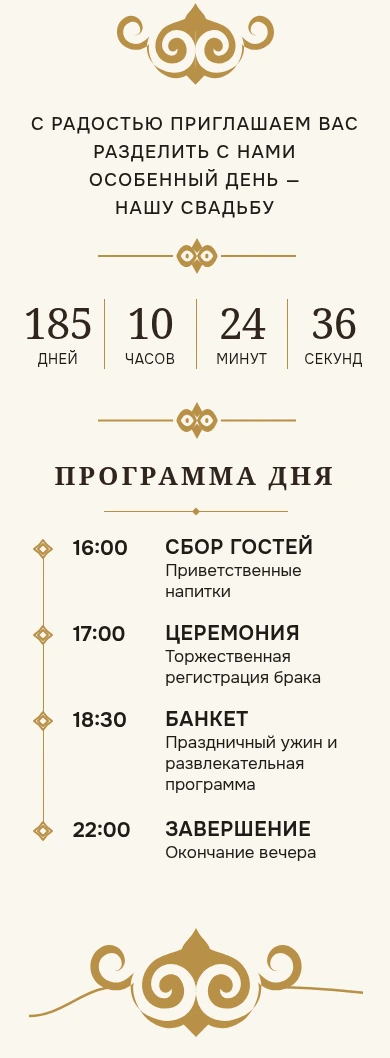 С РАДОСТЬЮ ПРИГЛАШАЕМ ВАС
РАЗДЕЛИТЬ С НАМИ
ОСОБЕННЫЙ ДЕНЬ —
НАШУ СВАДЬБУ
185 10 24 36
ДНЕЙ ЧАСОВ МИНУТ СЕКУНД
ПРОГРАММА ДНЯ
16:00 СБОР ГОСТЕЙ
Приветственные
напитки
17:00 ЦЕРЕМОНИЯ
Торжественная
регистрация брака
18:30 БАНКЕТ
Праздничный ужин и
развлекательная
программа
22:00 ЗАВЕРШЕНИЕ
Окончание вечера